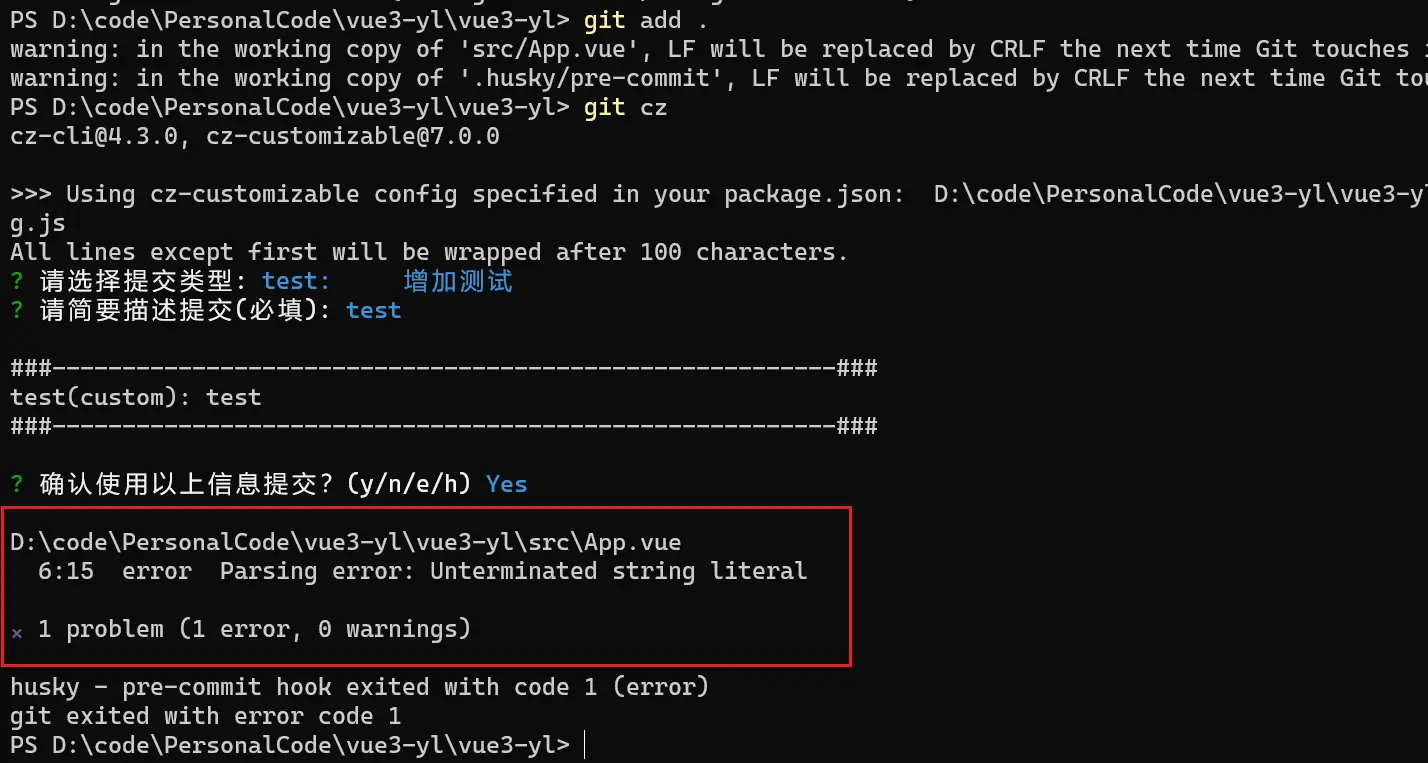 PS D:\code\PersonalCode\vue3-yl\vue3-yl> git add .
warning: in the working copy of 'src/App.vue', LF will be replaced by CRLF the next time Git touches
warning: in the working copy of '.husky/pre-commit', LF will be replaced by CRLF the next time Git
PS D:\code\PersonalCode\vue3-yl\vue3-yl> git cz
cz-cli@4.3.0, cz-customizable@7.0.0
>>> Using cz-customizable config specified in your package.json:  D:\code\PersonalCode\vue3-yl\vue3-y
g.js
All lines except first will be wrapped after 100 characters.
? 请选择提交类型: test:     增加测试
? 请简要描述提交(必填): test
###--------------------------------------------------------###
test(custom): test
###--------------------------------------------------------###
? 确认使用以上信息提交? (y/n/e/h) Yes
D:\code\PersonalCode\vue3-yl\vue3-yl\src\App.vue
  6:15  error  Parsing error: Unterminated string literal
× 1 problem (1 error, 0 warnings)
husky - pre-commit hook exited with code 1 (error)
git exited with error code 1
PS D:\code\PersonalCode\vue3-yl\vue3-yl>